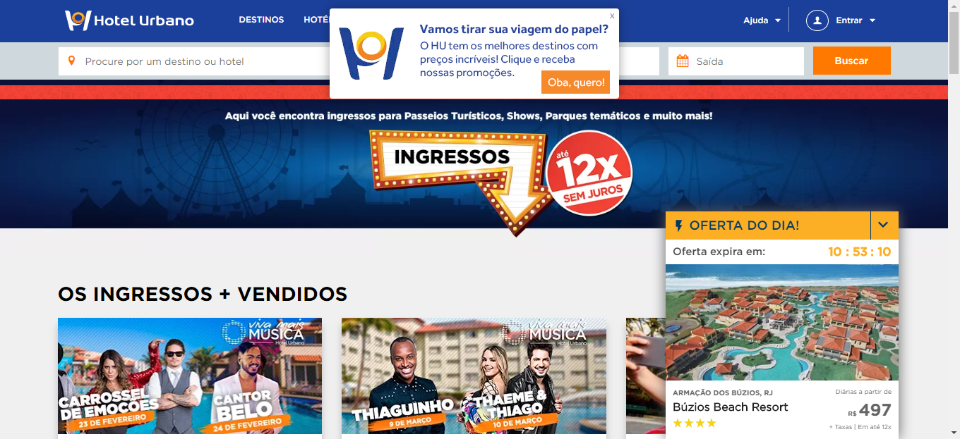 Hotel Urbano
DESTINOS
HOTÉ
Vamos tirar sua viagem do papel?
x
O HU tem os melhores destinos com
preços incríveis! Clique e receba
nossas promoções.
Oba, quero!
Ajuda
Entrar
Procure por um destino ou hotel
Saída
Buscar
Aqui você encontra ingressos para Passeios Turísticos, Shows, Parques temáticos e muito mais!
INGRESSOS
até
12x
SEM JUROS
OFERTA DO DIA!
Oferta expira em:
10 : 53 : 10
OS INGRESSOS + VENDIDOS
viva mais
MÚSICA
Hotel Urbano
CARROSSEL
DE EMOÇÕES
23 DE FEVEREIRO
CANTOR
BELO
24 DE FEVEREIRO
viva mais
MÚSICA
Hotel Urbano
THIAGUINHO
9 DE MARÇO
THAEME &
THIAGO
10 DE MARÇO
ARMAÇÃO DOS BÚZIOS, RJ
Diárias a partir de
Búzios Beach Resort
R$ 497
+ Taxas | Em até 12x